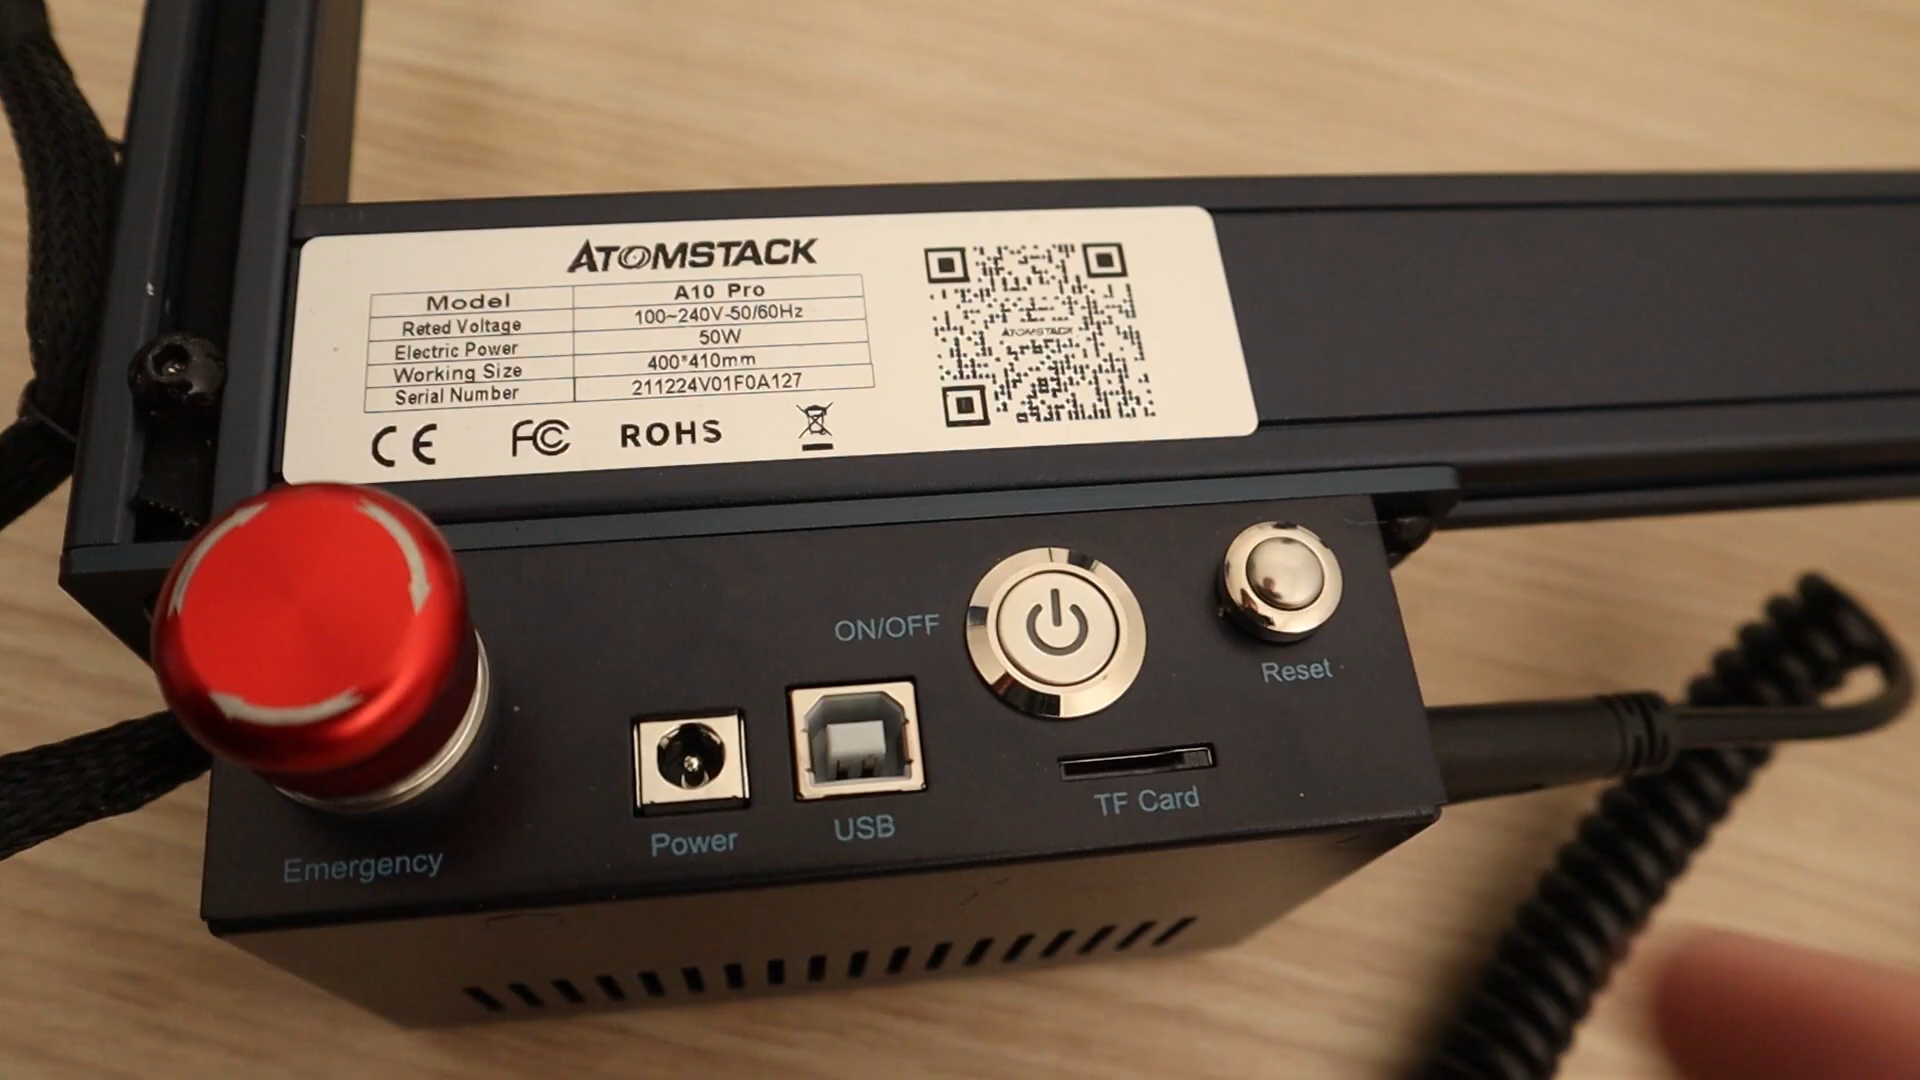 ATOMSTACK
Model A10 Pro
Reted Voltage 100~240V-50/60Hz
Electric Power 50W
Working Size 400*410mm
Serial Number 211224V01F0A127
CE FC ROHS
ATOMSTACK
ON/OFF
Reset
TF Card
USB
Power
Emergency